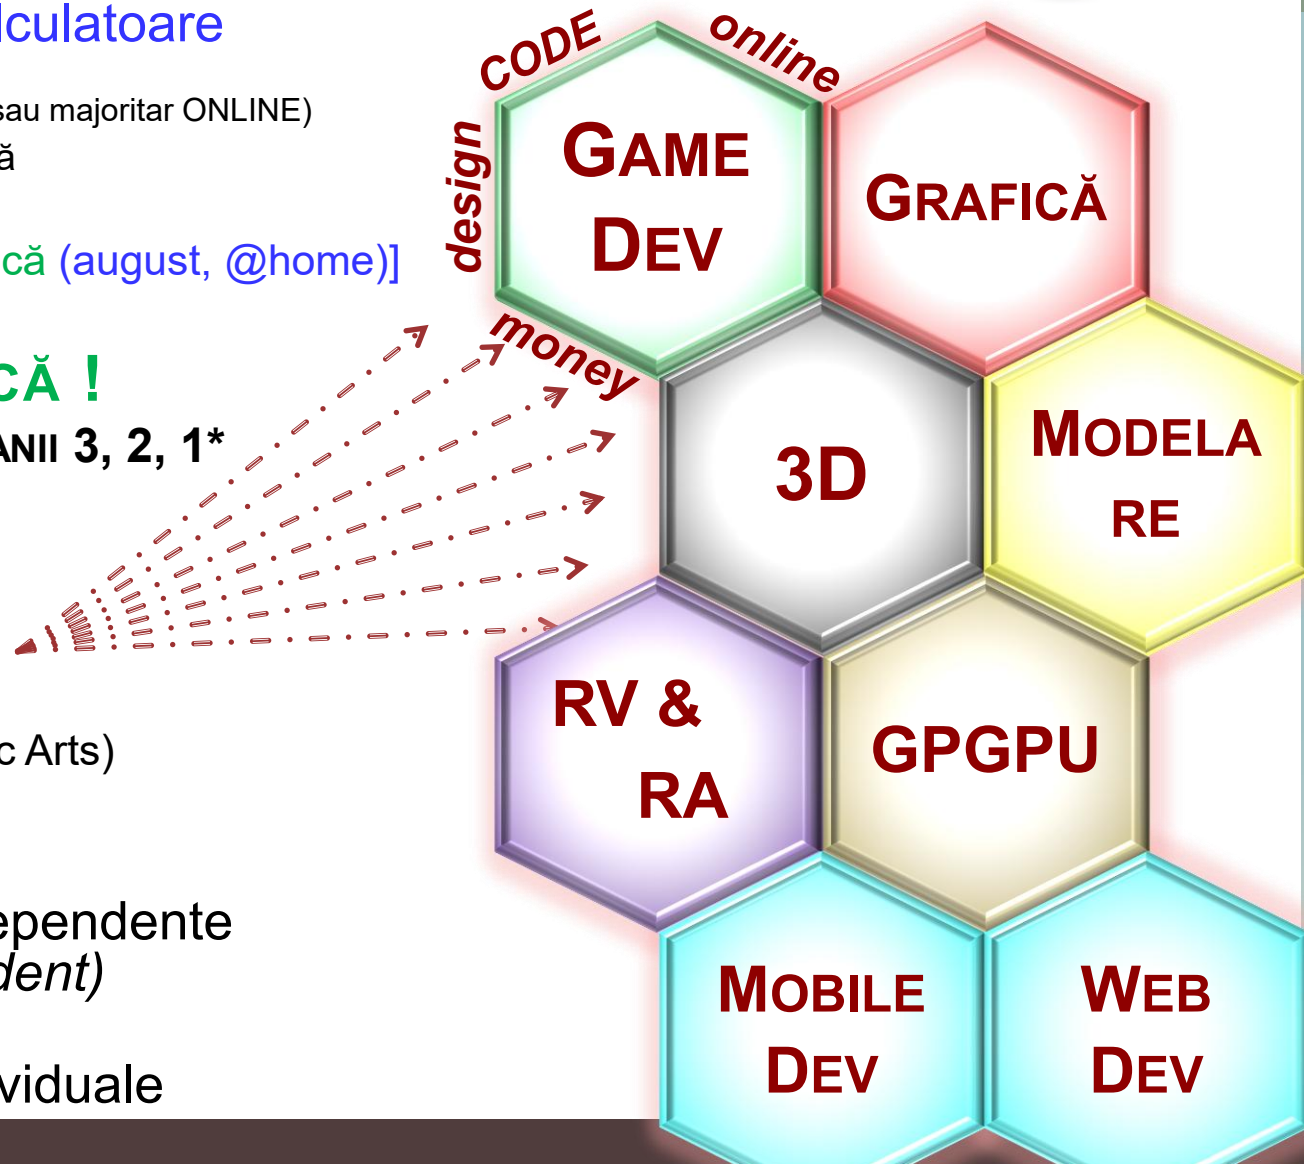 lculatoare
sau majoritar ONLINE)
ă
că (august, @home)]
CĂ !
ANII 3, 2, 1*
c Arts)
ependente
dent)
viduale
CODE
online
design
money
GAME
DEV
GRAFICĂ
3D
MODELA
RE
RV &
RA
GPGPU
MOBILE
DEV
WEB
DEV